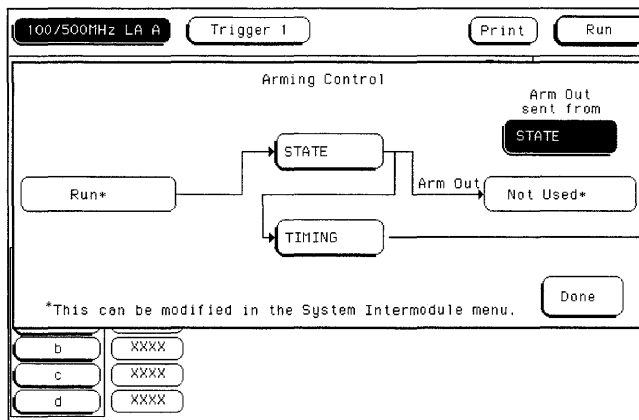 100/500MHz LA A
Trigger 1
Print
Run
Arming Control
Arm Out
sent from
STATE
STATE
Run*
Arm Out
Not Used*
TIMING
Done
*This can be modified in the System Intermodule menu.
b
XXXX
c
XXXX
d
XXXX